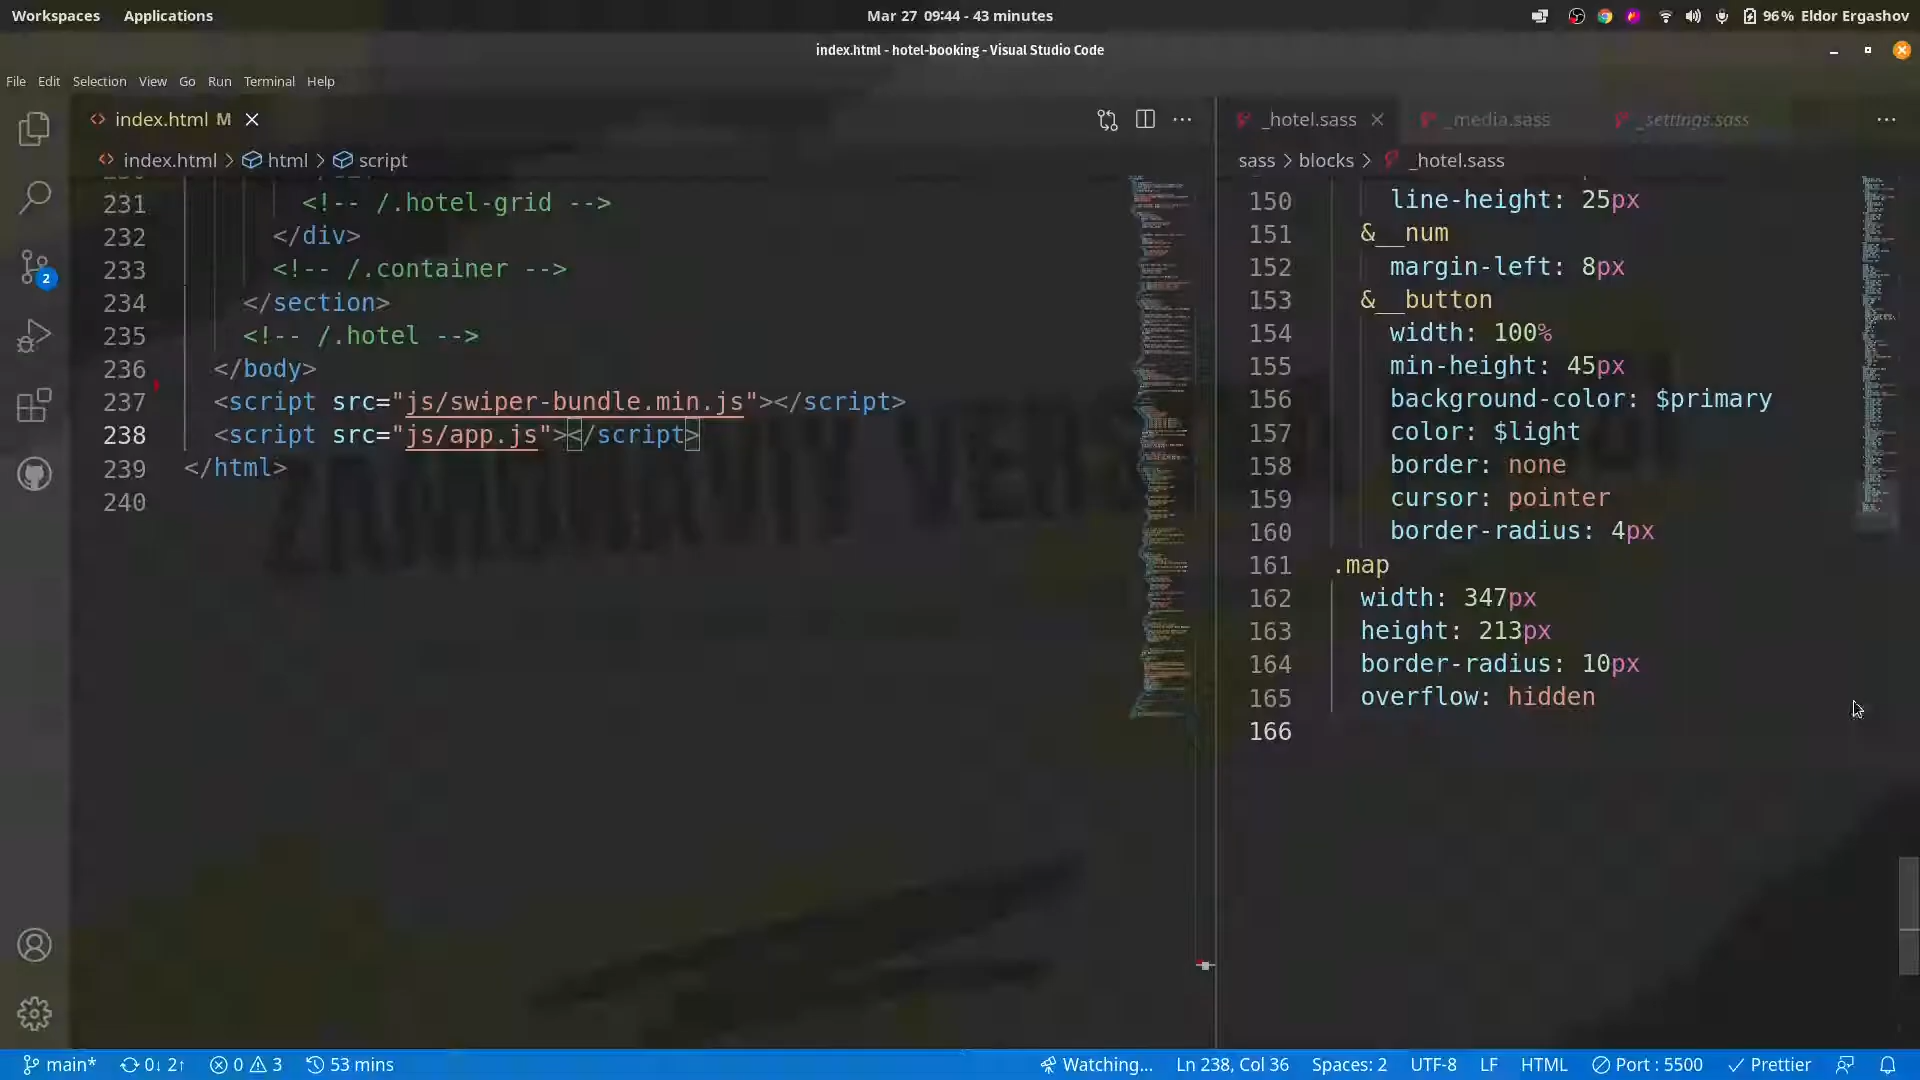 Workspaces Applications Mar 27 09:44 - 43 minutes 96% Eldor Ergashov
index.html - hotel-booking - Visual Studio Code
File Edit Selection View Go Run Terminal Help
index.html M
index.html > html > script
231 <!-- /.hotel-grid -->
232 </div>
233 <!-- /.container -->
234 </section>
235 <!-- /.hotel -->
236 </body>
237 <script src="js/swiper-bundle.min.js"></script>
238 <script src="js/app.js"></script>
239 </html>
240
_hotel.sass _media.sass _settings.sass
sass > blocks > _hotel.sass
150 line-height: 25px
151 &__num
152 margin-left: 8px
153 &__button
154 width: 100%
155 min-height: 45px
156 background-color: $primary
157 color: $light
158 border: none
159 cursor: pointer
160 border-radius: 4px
161 .map
162 width: 347px
163 height: 213px
164 border-radius: 10px
165 overflow: hidden
166
2
main* 0↓ 2↑ 0 3 53 mins Watching... Ln 238, Col 36 Spaces: 2 UTF-8 LF HTML Port : 5500 Prettier